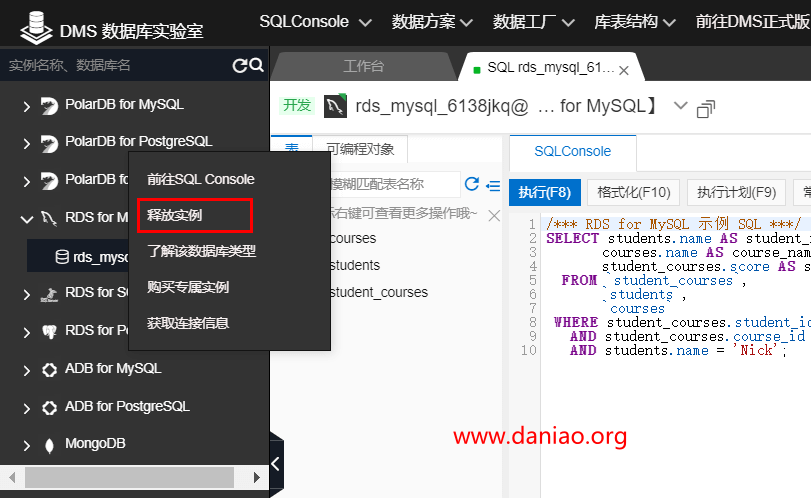 DMS 数据库实验室
SQLConsole
数据方案
数据工厂
库表结构
前往DMS正式版
实例名称、数据库名
工作台
SQL rds_mysql_61...
PolarDB for MySQL
PolarDB for PostgreSQL
PolarDB fo
RDS for M
rds_mysq
RDS for SQ
RDS for Po
ADB for MySQL
ADB for PostgreSQL
MongoDB
前往SQL Console
释放实例
了解该数据库类型
购买专属实例
获取连接信息
开发
rds_mysql_6138jkq@ ... for MySQL】
表
可编程对象
模糊匹配表名称
右键可查看更多操作哦~
courses
students
student_courses
SQLConsole
执行(F8)
格式化(F10)
执行计划(F9)
常
1 /*** RDS for MySQL 示例 SQL ***/
2 SELECT students.name AS student_n
3 courses.name AS course_nam
4 student_courses.score AS s
5 FROM `student_courses`,
6 `students`,
7 `courses`
8 WHERE student_courses.student_id
9 AND student_courses.course_id
10 AND students.name = 'Nick';
www.daniao.org